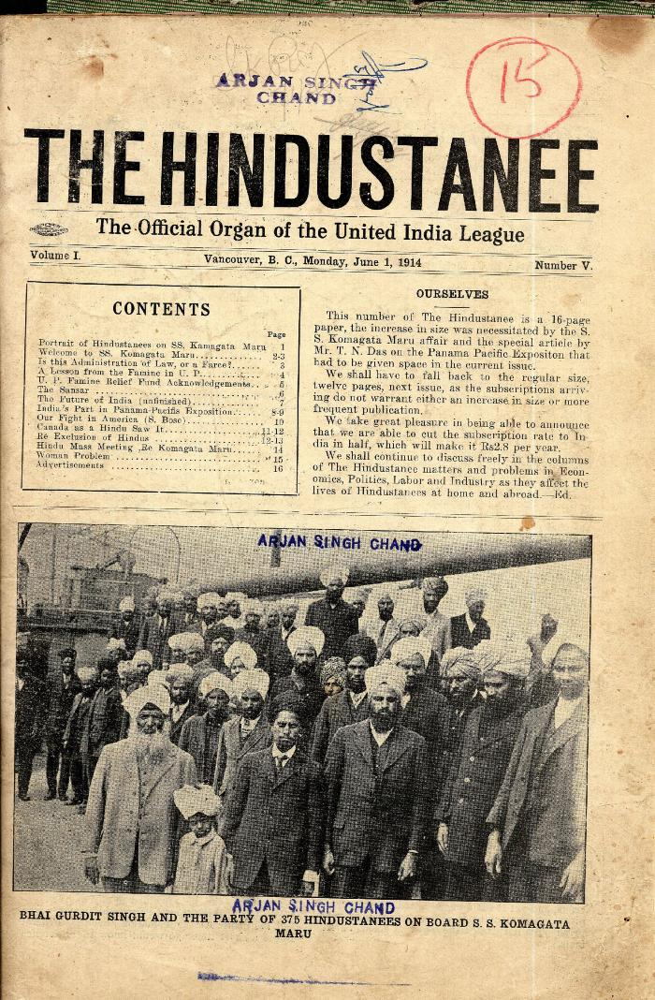 ARJAN SINGH
CHAND
15
THE HINDUSTANEE
The Official Organ of the United India League
Volume I.
Vancouver, B. C., Monday, June 1, 1914
Number V.
CONTENTS
Page
Portrait of Hindustanees on SS, Kamagata Maru 1
Welcome to SS. Komagata Maru............ 2-3
Is this Administration of Law, or a Farce?.... 3
A Lesson from the Famine in U. P............ 4
U. P. Famine Relief Fund Acknowledgements.. 5
The Sansar .......................... 6
The Future of India (unfinished)............ 7
India's Part in Panama-Pacific Exposition..... 8-9
Our Fight in America (S. Bose)............ 10
Canada as a Hindu Saw It............ 11-12
Re Exclusion of Hindus ............ 12-13
Hindu Mass Meeting ,Re Komagata Maru..... 14
Woman Problem ............ 15
Advertisements ............ 16
OURSELVES
This number of The Hindustanee is a 16-page
paper, the increase in size was necessitated by the S.
S. Komagata Maru affair and the special article by
Mr. T. N. Das on the Panama Pacific Expositon that
had to be given space in the current issue.
We shall have to fall back to the regular size,
twelve pages, next issue, as the subscriptions arriv-
ing do not warrant either an increase in size or more
frequent publication.
We take great pleasure in being able to announce
that we are able to cut the subscription rate to In-
dia in half, which will make it Rs2.8 per year.
We shall continue to discuss freely in the columns
of The Hindustanee matters and problems in Econ-
omics, Politics, Labor and Industry as they affect the
lives of Hindustanees at home and abroad.—Ed.
ARJAN SINGH CHAND
ARJAN SINGH CHAND
BHAI GURDIT SINGH AND THE PARTY OF 375 HINDUSTANEES ON BOARD S. S. KOMAGATA
MARU